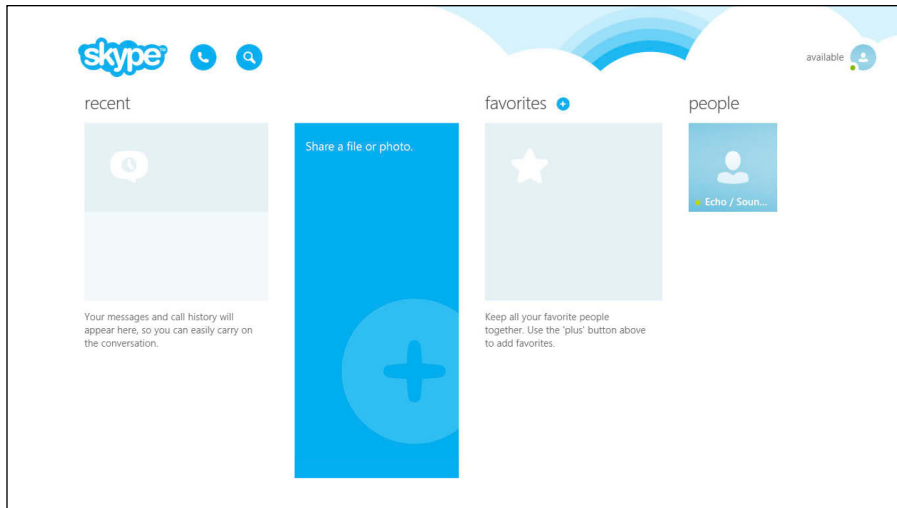 skype™
available
recent
favorites
people
Share a file or photo.
Echo / Soun...
Your messages and call history will
appear here, so you can easily carry on
the conversation.
Keep all your favorite people
together. Use the 'plus' button above
to add favorites.